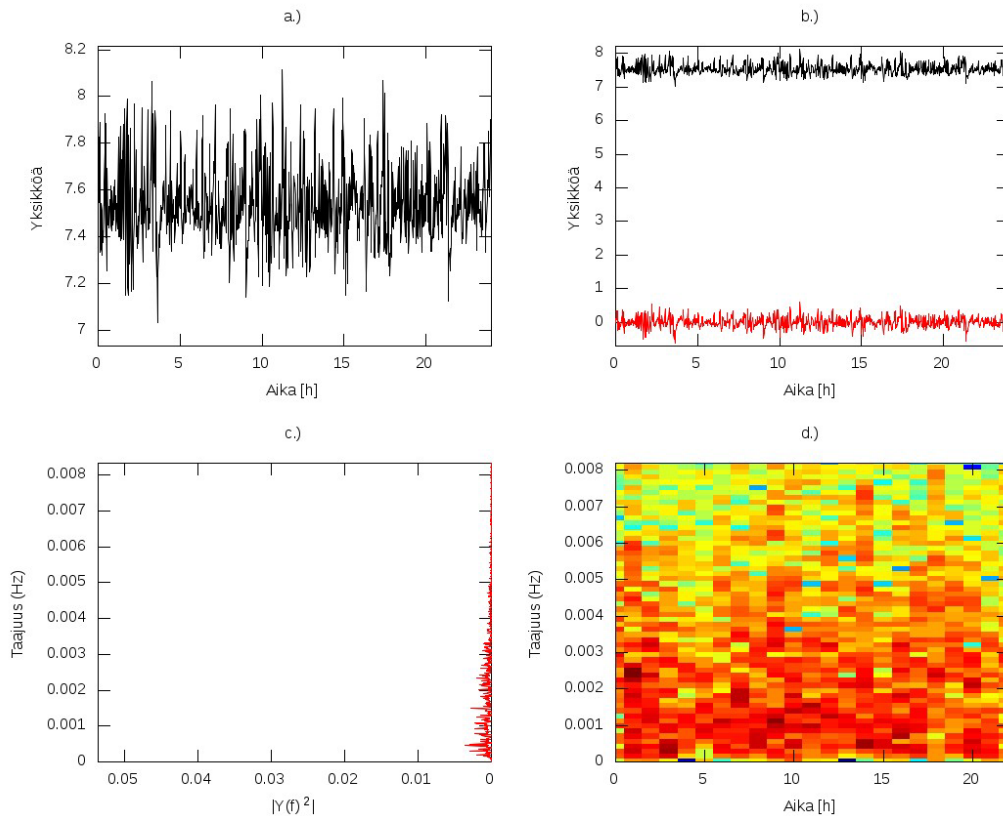 a.)
Yksikköä
8.2
8
7.8
7.6
7.4
7.2
7
0 5 10 15 20
Aika [h]
b.)
Yksikköä
8
7
6
5
4
3
2
1
0
0 5 10 15 20
Aika [h]
c.)
Taajuus (Hz)
0.008
0.007
0.006
0.005
0.004
0.003
0.002
0.001
0
0.05 0.04 0.03 0.02 0.01 0
|Y(f)²|
d.)
Taajuus (Hz)
0.008
0.007
0.006
0.005
0.004
0.003
0.002
0.001
0
0 5 10 15 20
Aika [h]